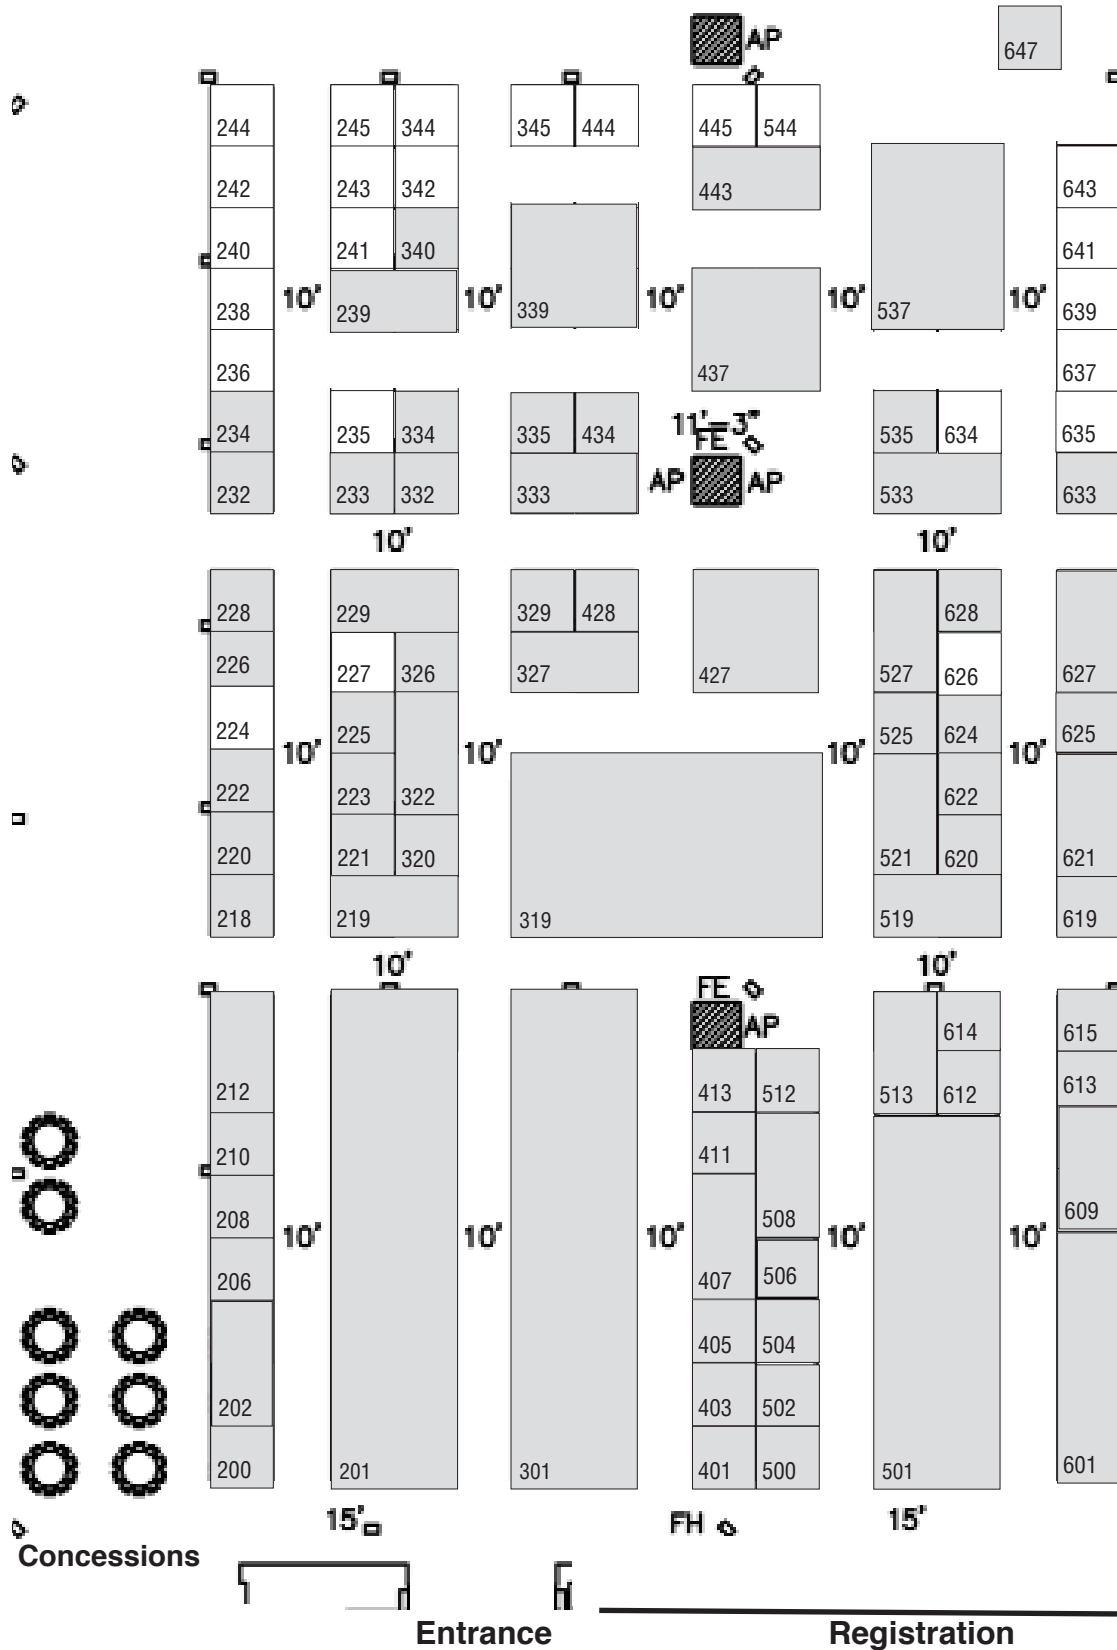 AP
647
244 245 344 345 444 445 544
242 243 342 443 643
240 241 340 641
10' 10' 10' 10' 10'
238 239 339 537 639
236 437 637
11'-3"
234 235 334 335 434 FE 535 634 635
AP AP
232 233 332 333 533 633
10' 10'
228 229 329 428 628
226 227 326 327 427 527 626 627
224 225 525 624 625
10' 10' 10' 10'
222 223 322 622
220 221 320 521 620 621
218 219 319 519 619
10' 10'
FE
AP 614 615
212 413 512 513 612 613
210 411
208 508 609
10' 10' 10' 10' 10'
206 407 506
405 504
202 403 502
200 201 301 401 500 501 601
15' FH 15'
Concessions
Entrance Registration